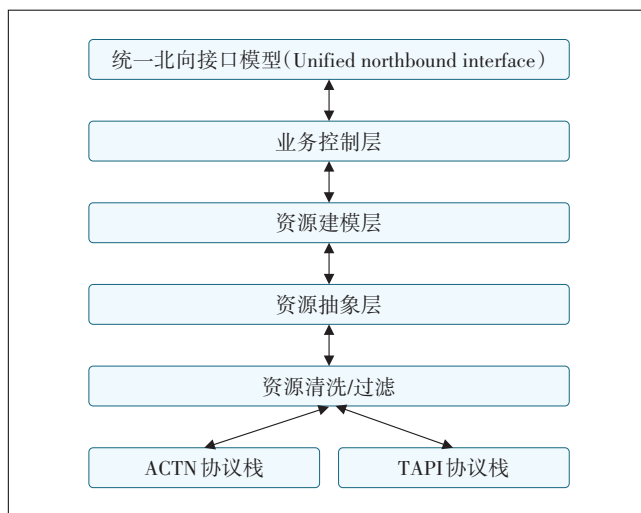 统一北向接口模型(Unified northbound interface)
业务控制层
资源建模层
资源抽象层
资源清洗/过滤
ACTN协议栈
TAPI协议栈